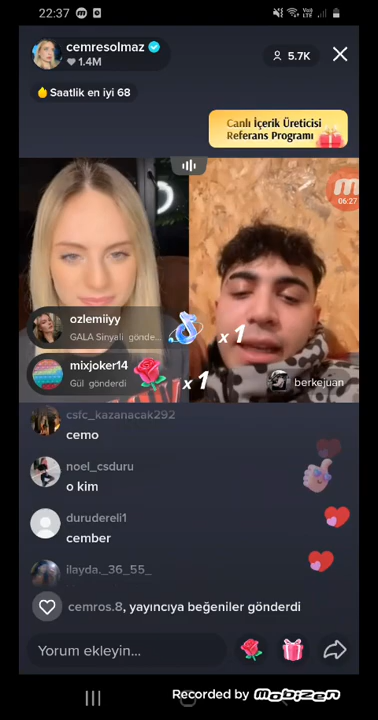 22:37
cemresolmaz
1.4M
5.7K
Saatlik en iyi 68
Canlı İçerik Üreticisi
Referans Programı
06:27
ozlemiiyy
GALA Sinyali gönde...
x 1
mixjoker14
Gül gönderdi
x 1
berkejuan
csfc_kazanacak292
cemo
noel_csduru
o kim
durudereli1
cember
ilayda._36_55_
cemros.8, yayıncıya beğeniler gönderdi
Yorum ekleyin...
Recorded by mobizen